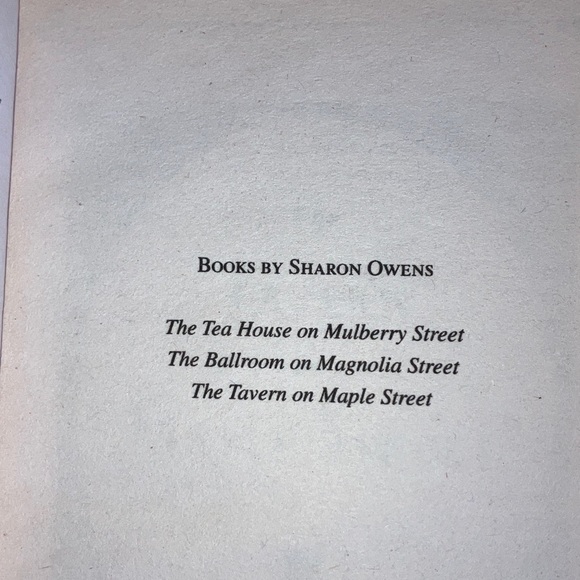 BOOKS BY SHARON OWENS
The Tea House on Mulberry Street
The Ballroom on Magnolia Street
The Tavern on Maple Street